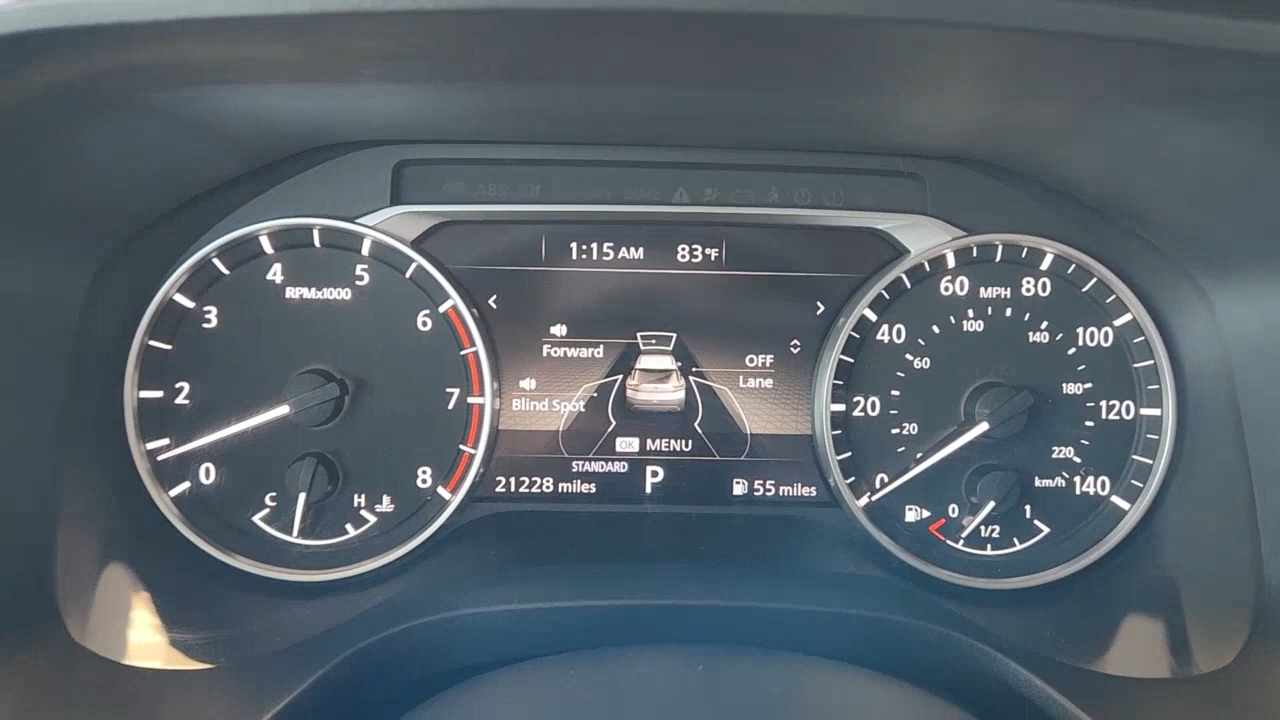 ABS
1:15 AM 83°F
4 5
RPMx1000
3 6
2 7
0 8
C H
Forward
OFF
Lane
Blind Spot
OK MENU
STANDARD
21228 miles P 55 miles
60 MPH 80
40 100
20 120
0 140
100 140
60 180
20 220
km/h
0 1
1/2